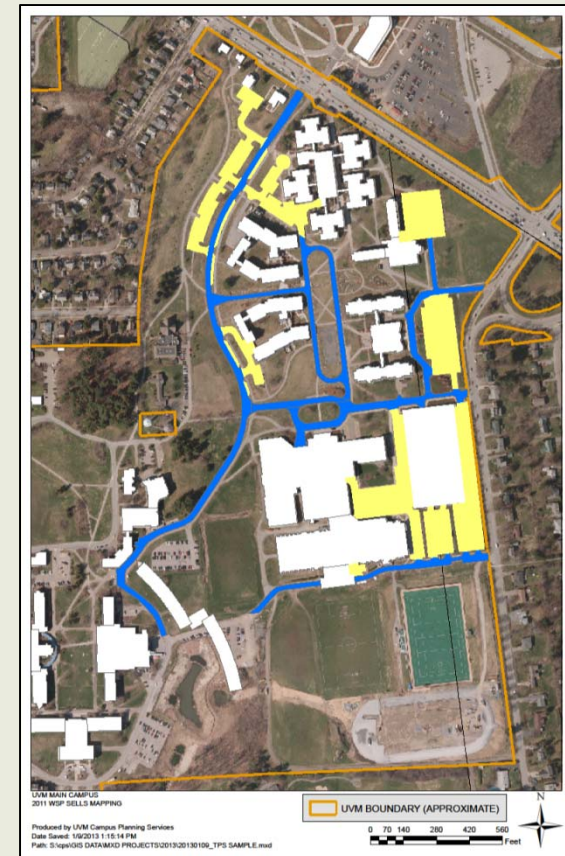 UVM MAIN CAMPUS
2011 WSP SELLS MAPPING
Produced by UVM Campus Planning Services
Date Saved: 1/9/2013 1:15:14 PM
Path: S:\cps\GIS DATA\MXD PROJECTS\2013\20130109_TPS SAMPLE.mxd
UVM BOUNDARY (APPROXIMATE)
N
0 70 140 280 420 560
Feet